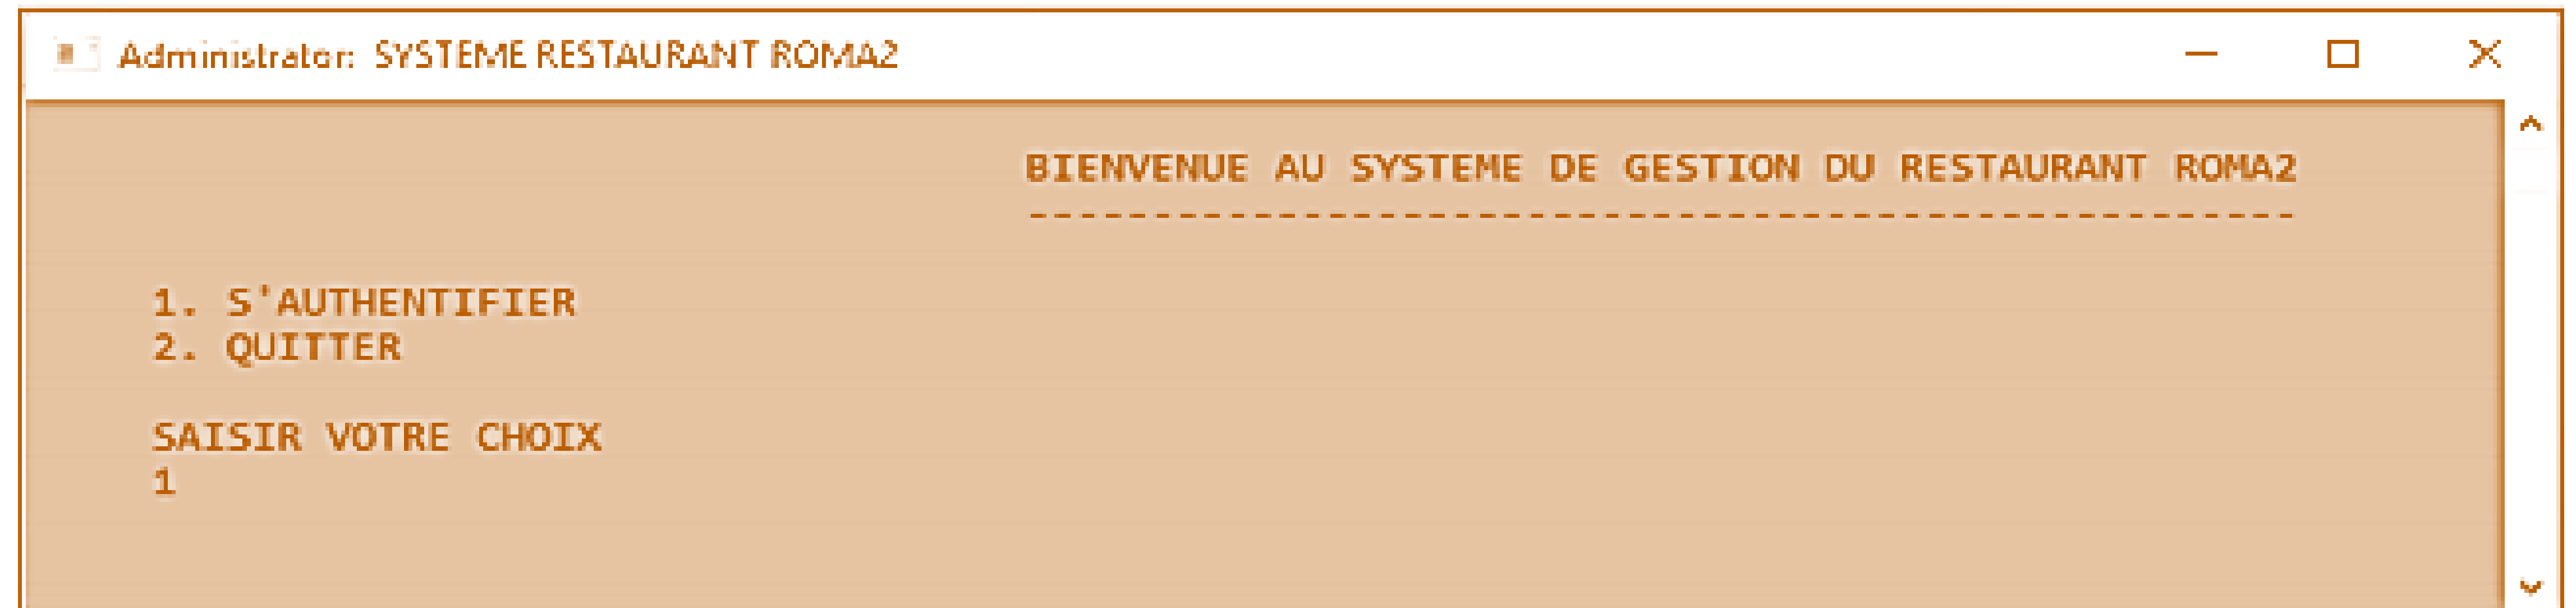 Administrator: SYSTEME RESTAURANT ROMA2
BIENVENUE AU SYSTEME DE GESTION DU RESTAURANT ROMA2
--------------------------------------------------
1. S'AUTHENTIFIER
2. QUITTER
SAISIR VOTRE CHOIX
1